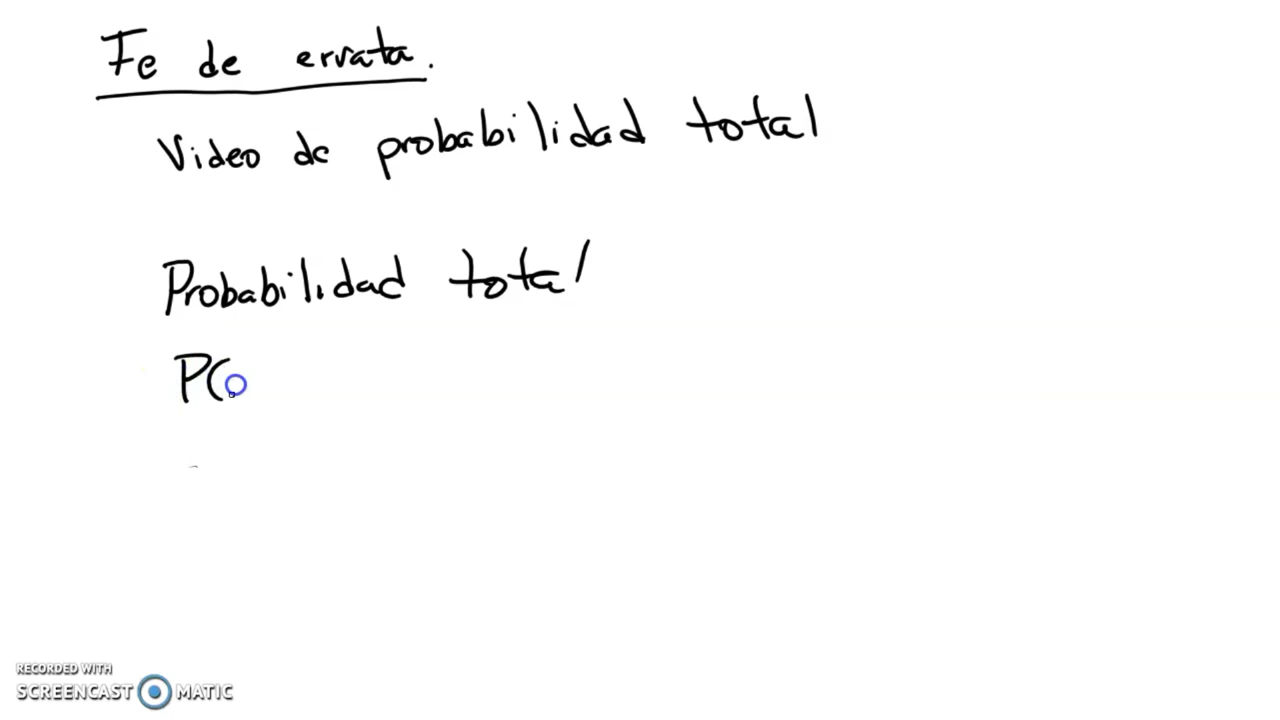 Fe de errata.
Video de probabilidad total
Probabilidad total
P(
RECORDED WITH
SCREENCAST MATIC